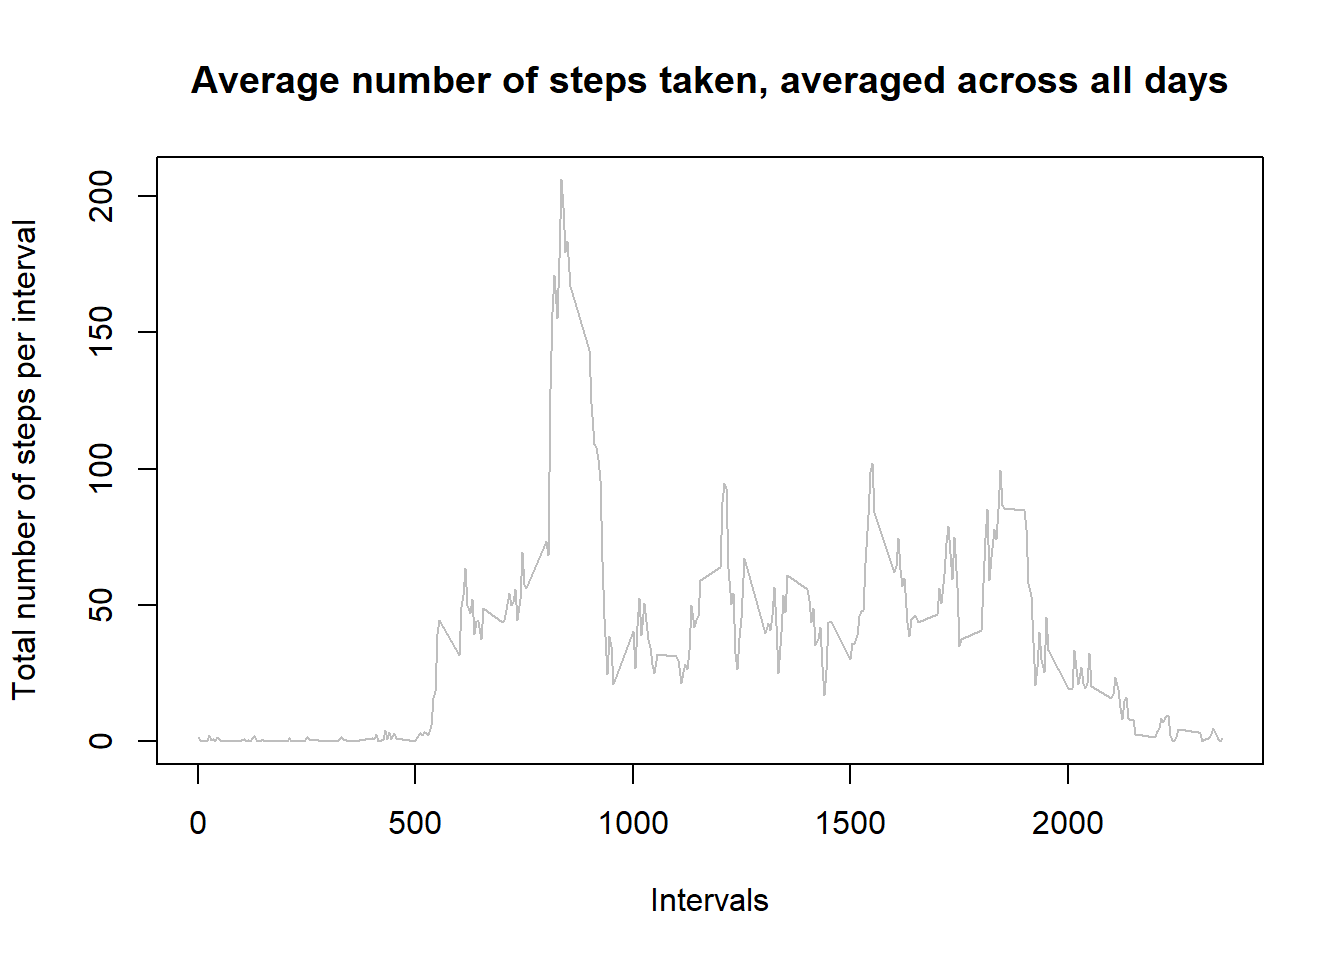 Average number of steps taken, averaged across all days
Total number of steps per interval
200
150
100
50
0
0 500 1000 1500 2000
Intervals